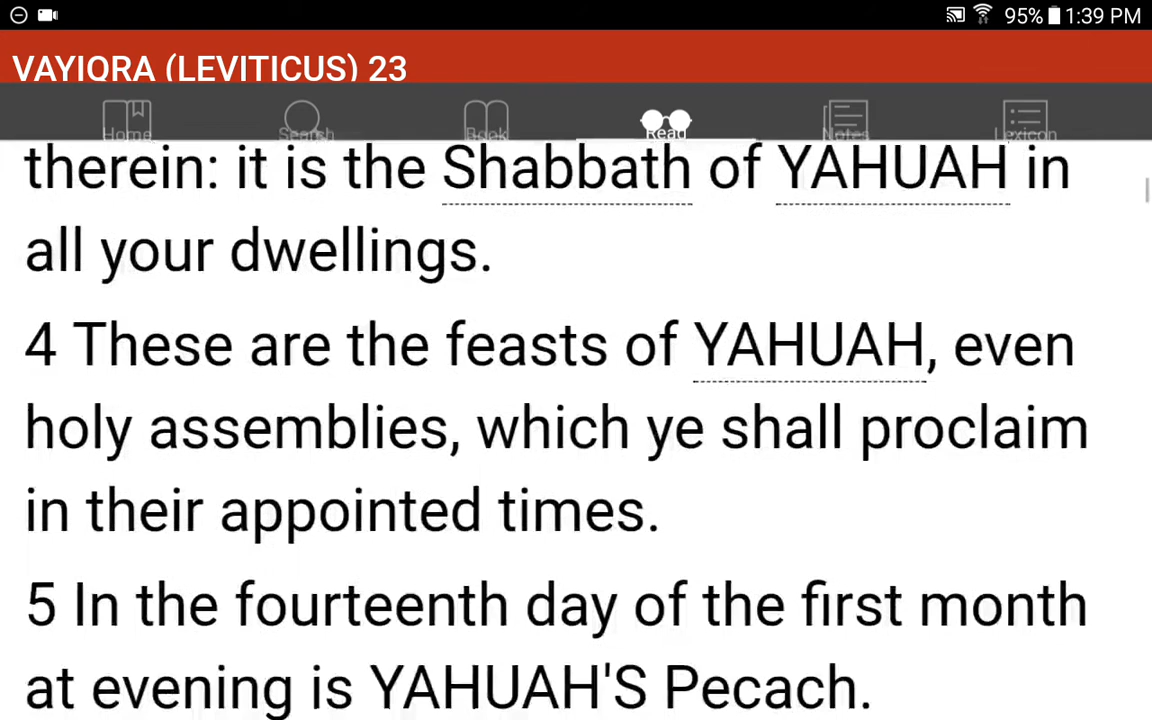 95% 1:39 PM
VAYIQRA (LEVITICUS) 23
Home Search Book Read Notes Lexicon
therein: it is the Shabbath of YAHUAH in
all your dwellings.
4 These are the feasts of YAHUAH, even
holy assemblies, which ye shall proclaim
in their appointed times.
5 In the fourteenth day of the first month
at evening is YAHUAH'S Pecach.